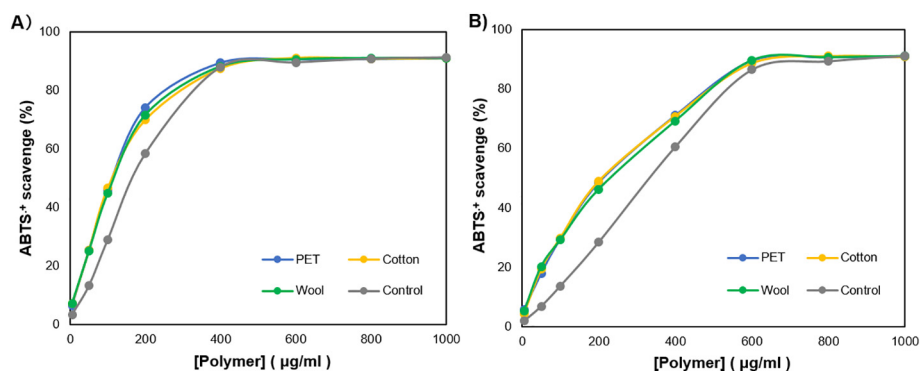 A)
ABTS·+ scavenge (%)
100
80
60
40
20
0
PET
Cotton
Wool
Control
0
200
400
600
800
1000
[Polymer] ( µg/ml )
B)
ABTS·+ scavenge (%)
100
80
60
40
20
0
PET
Cotton
Wool
Control
0
200
400
600
800
1000
[Polymer] ( µg/ml )